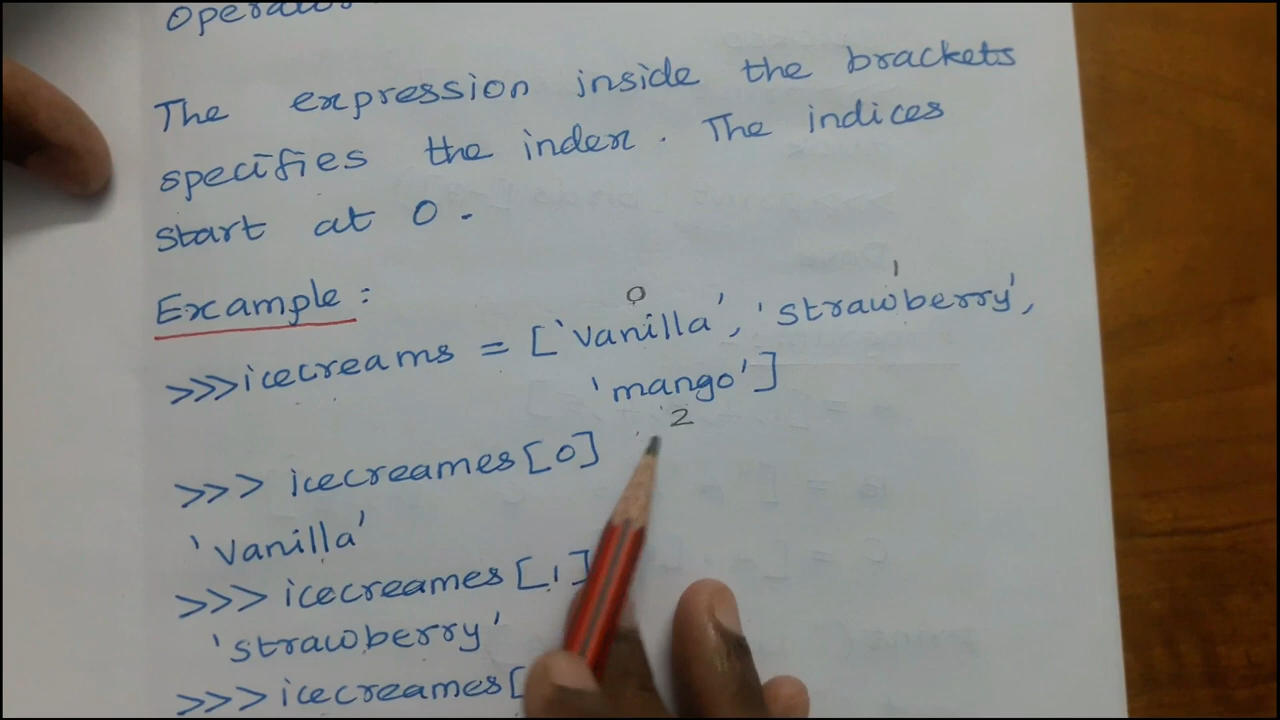 The expression inside the brackets
specifies the index. The indices
start at 0.
Example:
0 1
>>>icecreams = ['Vanilla', 'strawberry',
'mango']
2
>>> icecreames[0]
'Vanilla'
>>> icecreames[1]
'strawberry'
>>> icecreames[